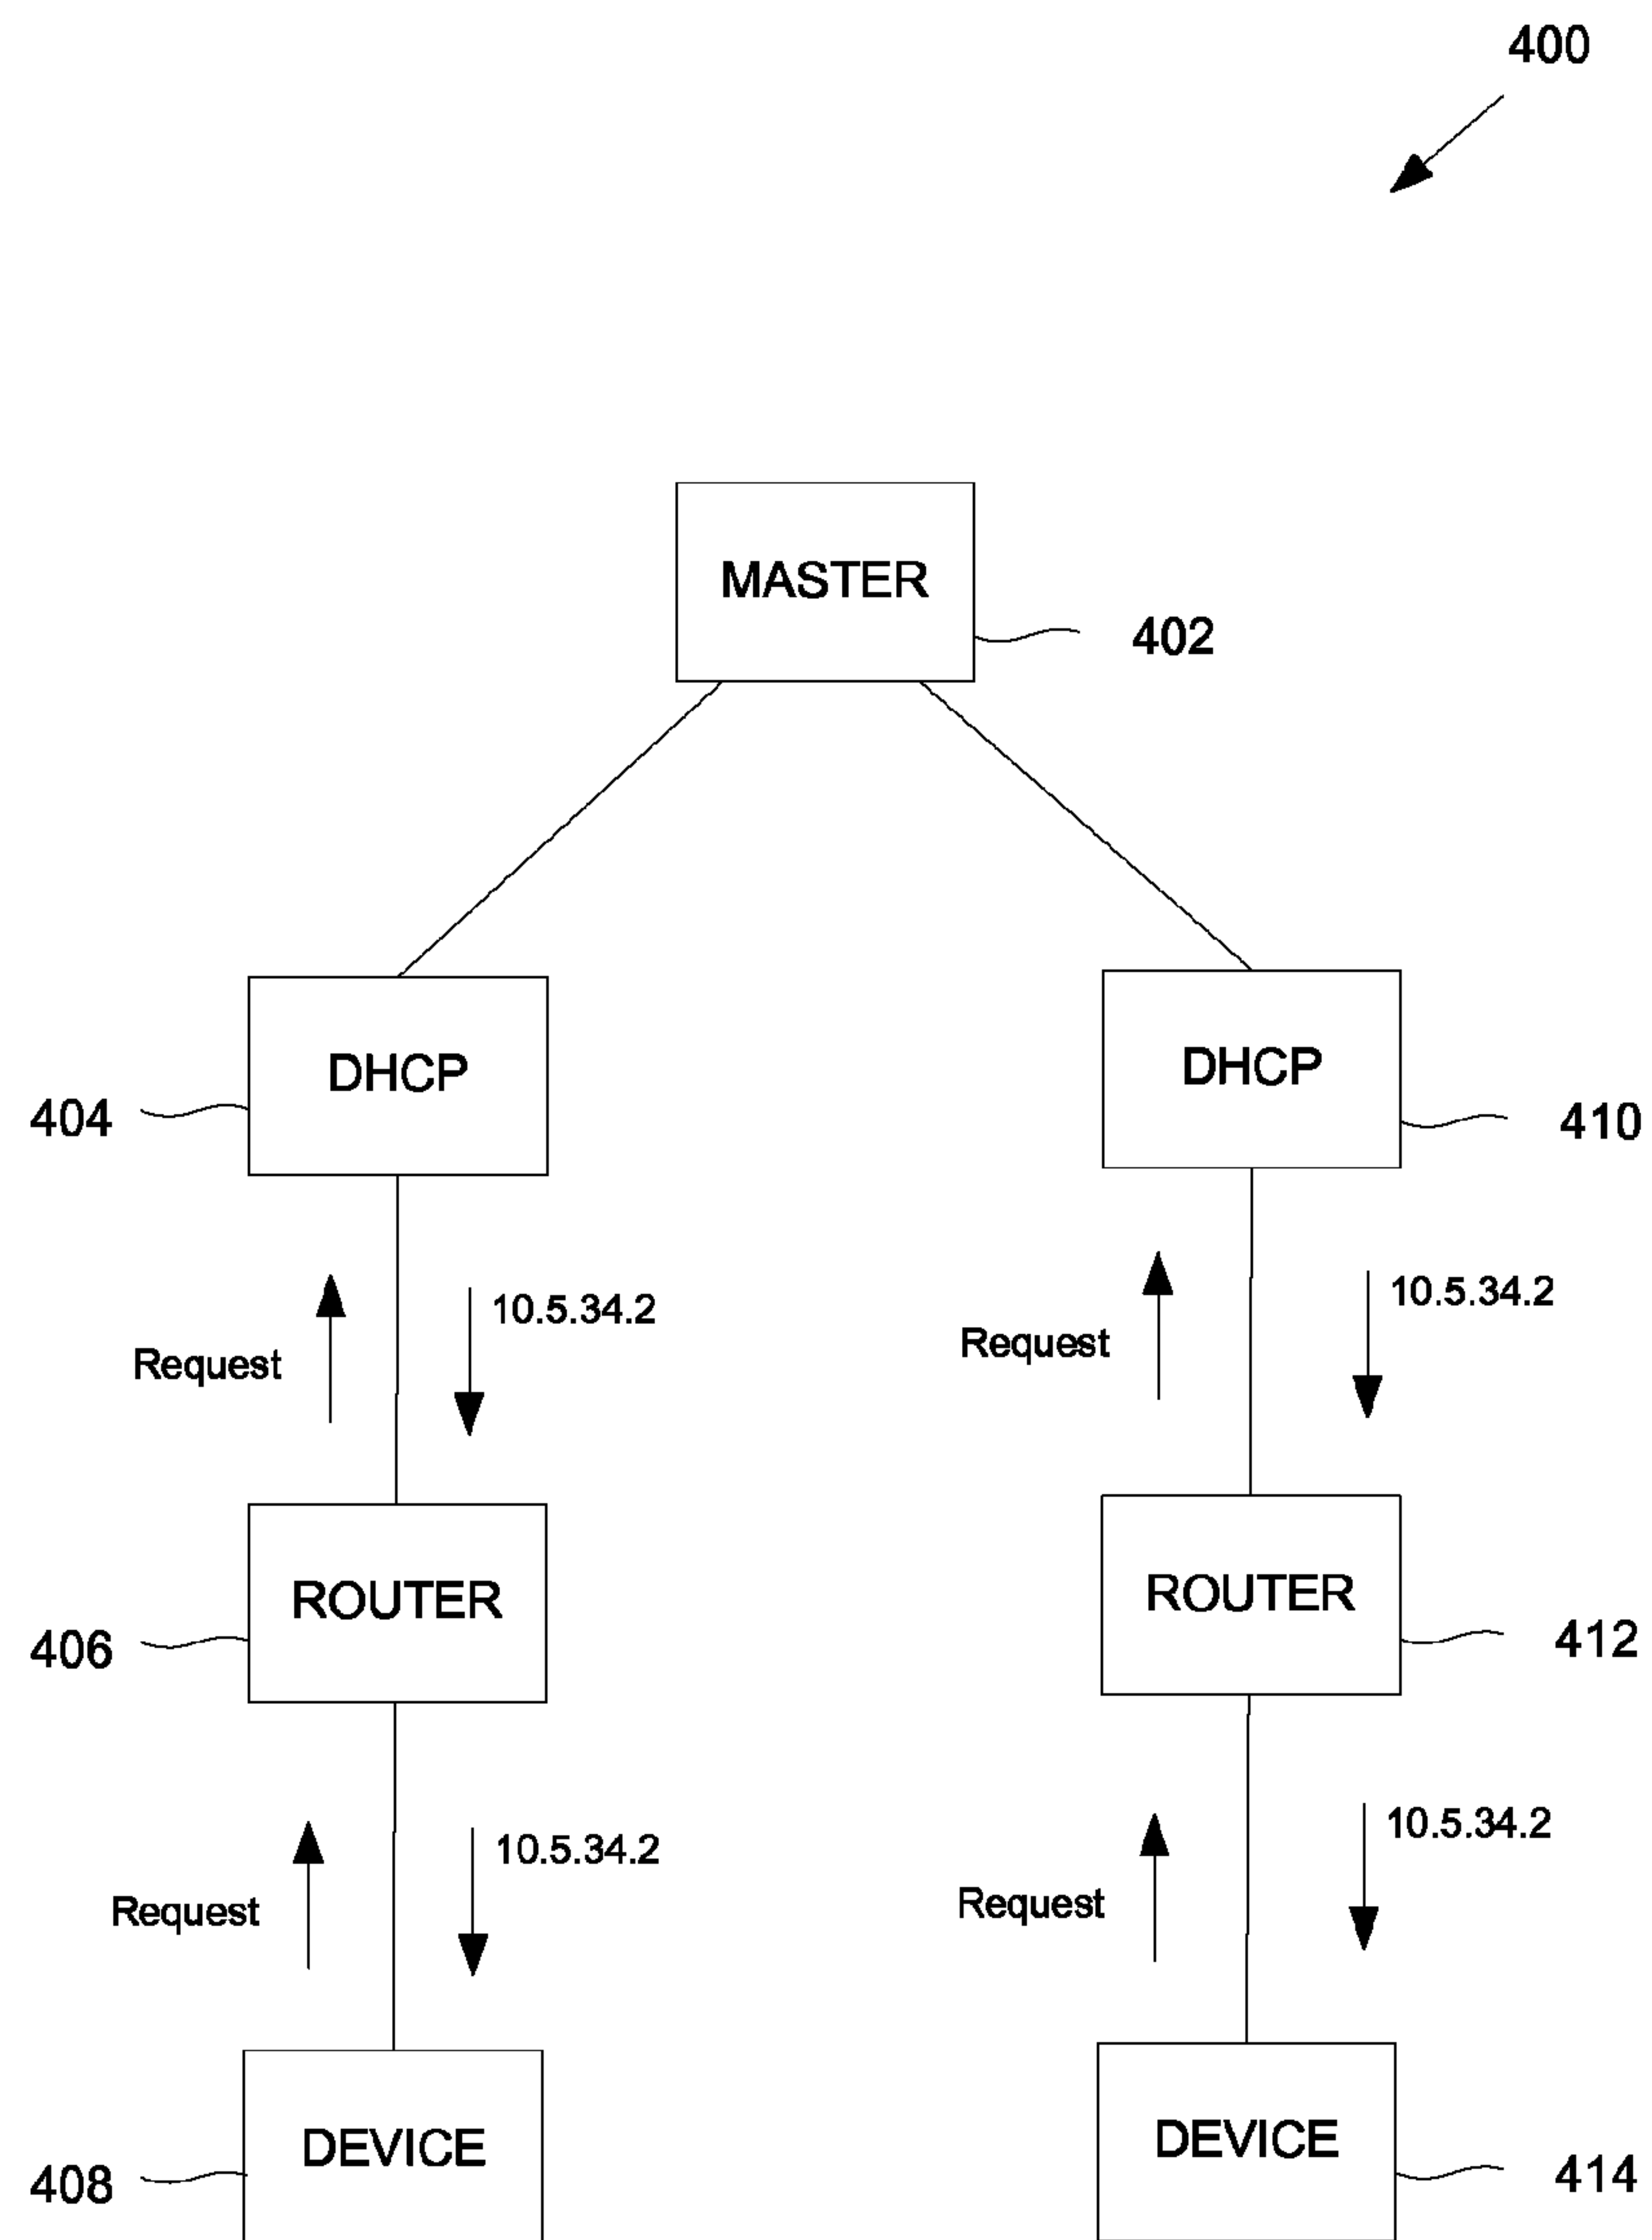 400
MASTER
402
DHCP
DHCP
404
410
10.5.34.2
10.5.34.2
Request
Request
ROUTER
ROUTER
406
412
10.5.34.2
10.5.34.2
Request
Request
DEVICE
DEVICE
408
414